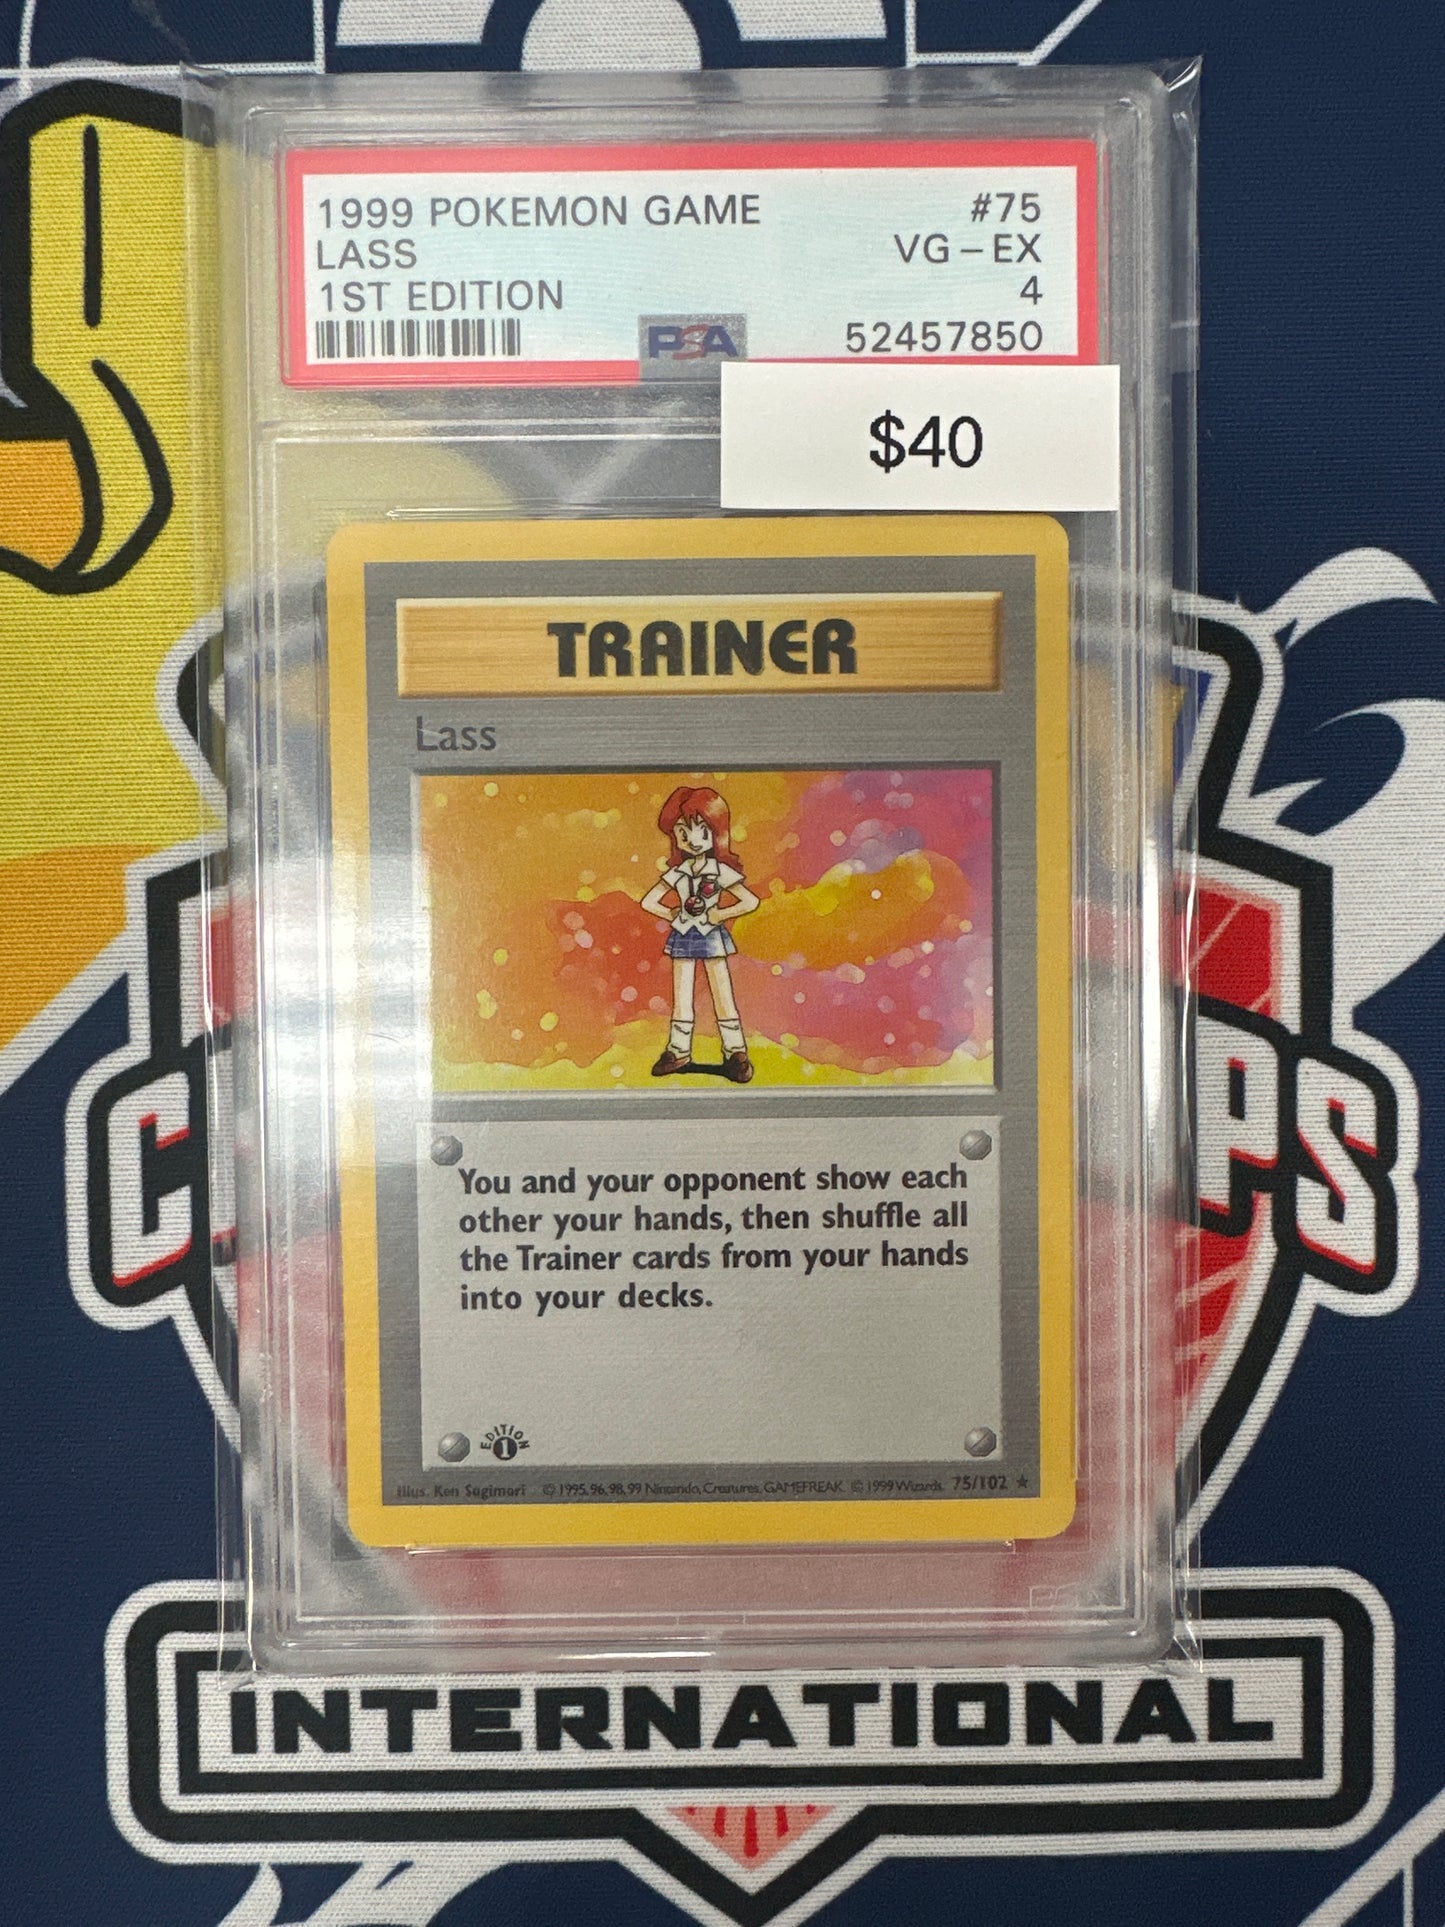 1999 POKEMON GAME #75
LASS VG-EX
1ST EDITION 4
PSA 52457850
$40
TRAINER
Lass
You and your opponent show each
other your hands, then shuffle all
the Trainer cards from your hands
into your decks.
EDITION
1
Illus. Ken Sugimori © 1995, 96, 98, 99 Nintendo, Creatures, GAMEFREAK. © 1999 Wizards. 75/102 ★
PSA
INTERNATIONAL